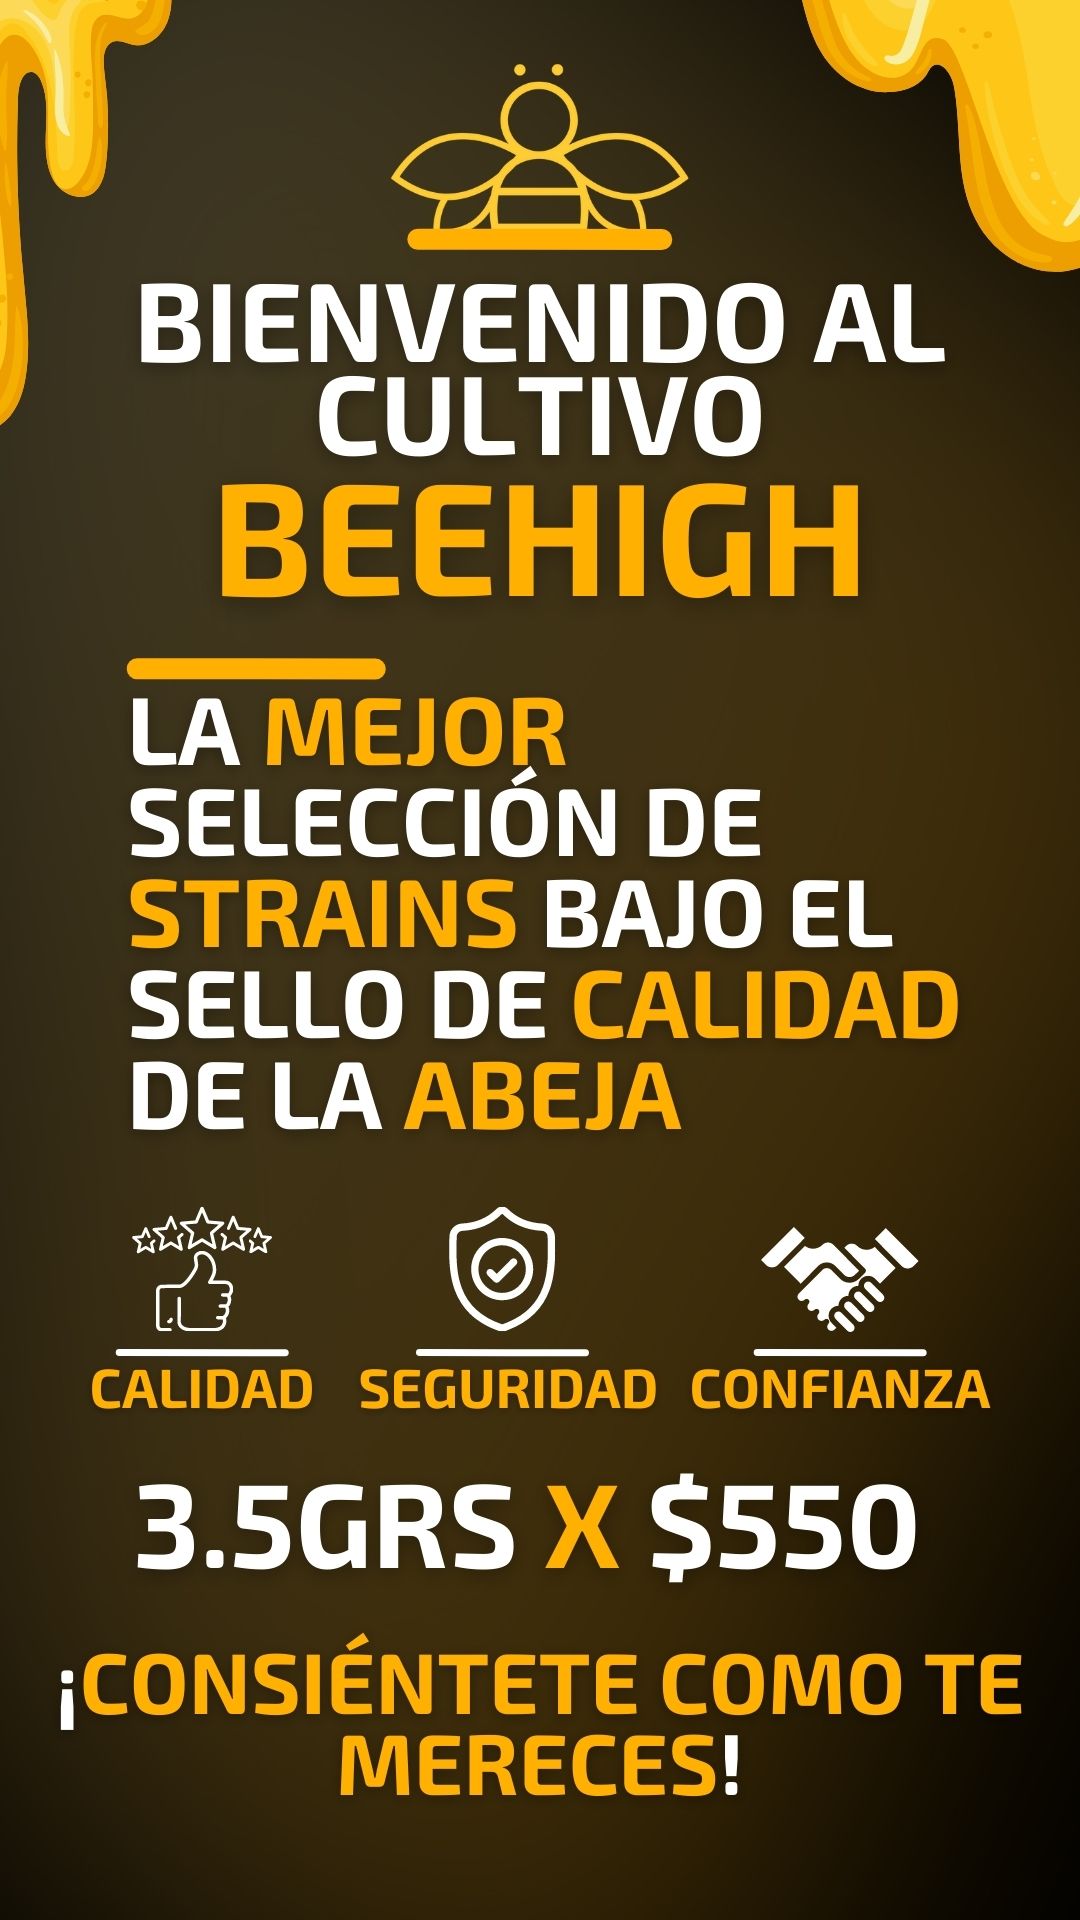 BIENVENIDO AL
CULTIVO
BEEHIGH
LA MEJOR
SELECCIÓN DE
STRAINS BAJO EL
SELLO DE CALIDAD
DE LA ABEJA
CALIDAD SEGURIDAD CONFIANZA
3.5GRS X $550
¡CONSIÉNTETE COMO TE
MERECES!